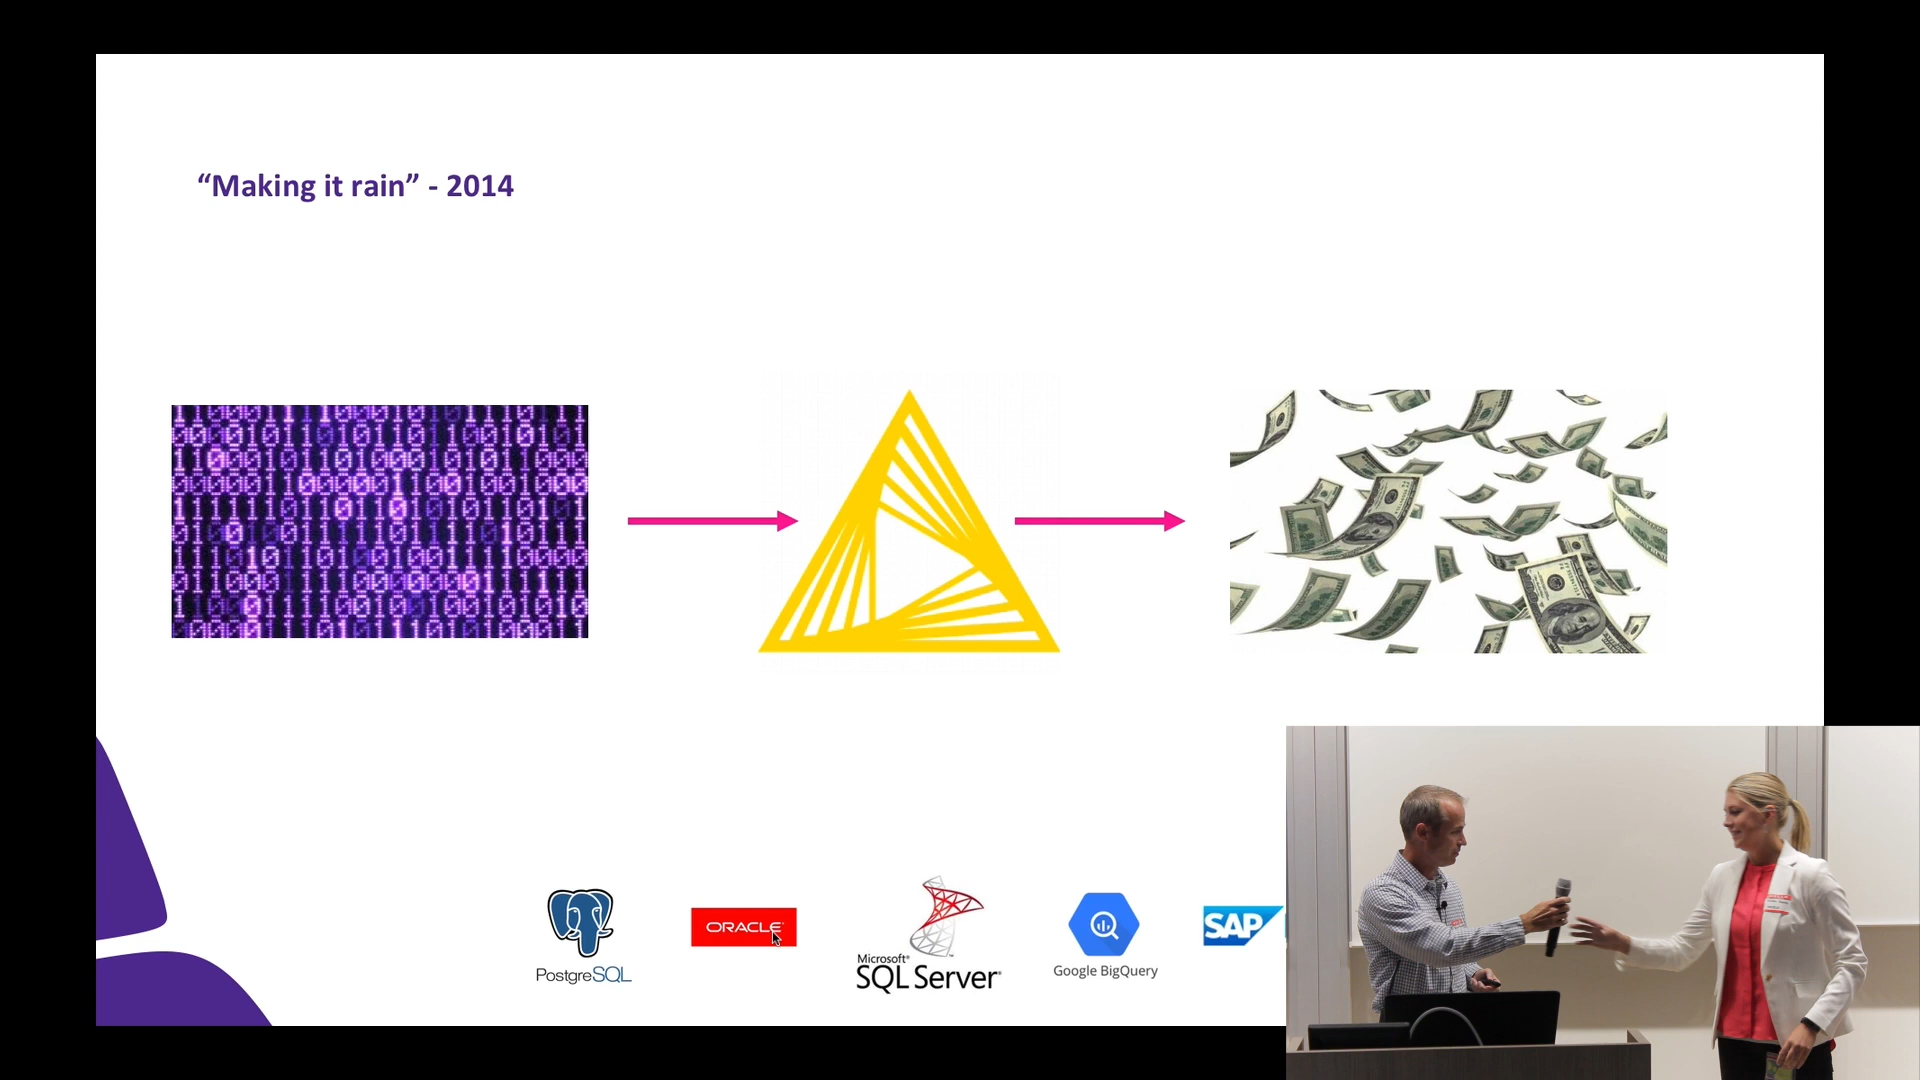 “Making it rain” - 2014
PostgreSQL
ORACLE
Microsoft®
SQL Server
Google BigQuery
SAP